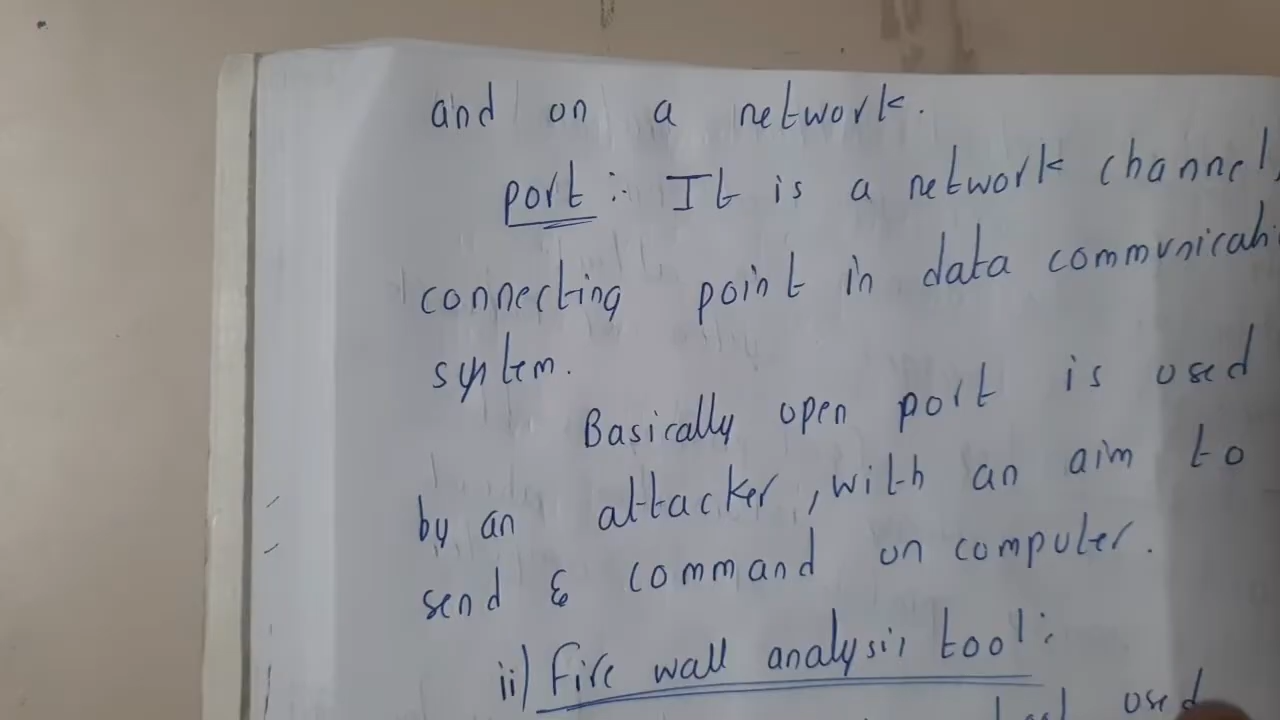 and on a network.
port :- It is a network channel,
connecting point in data
system.
Basically open port is used
by an attacker, with an aim to
send & command on computer.
ii) Fire wall analysis tool :
used